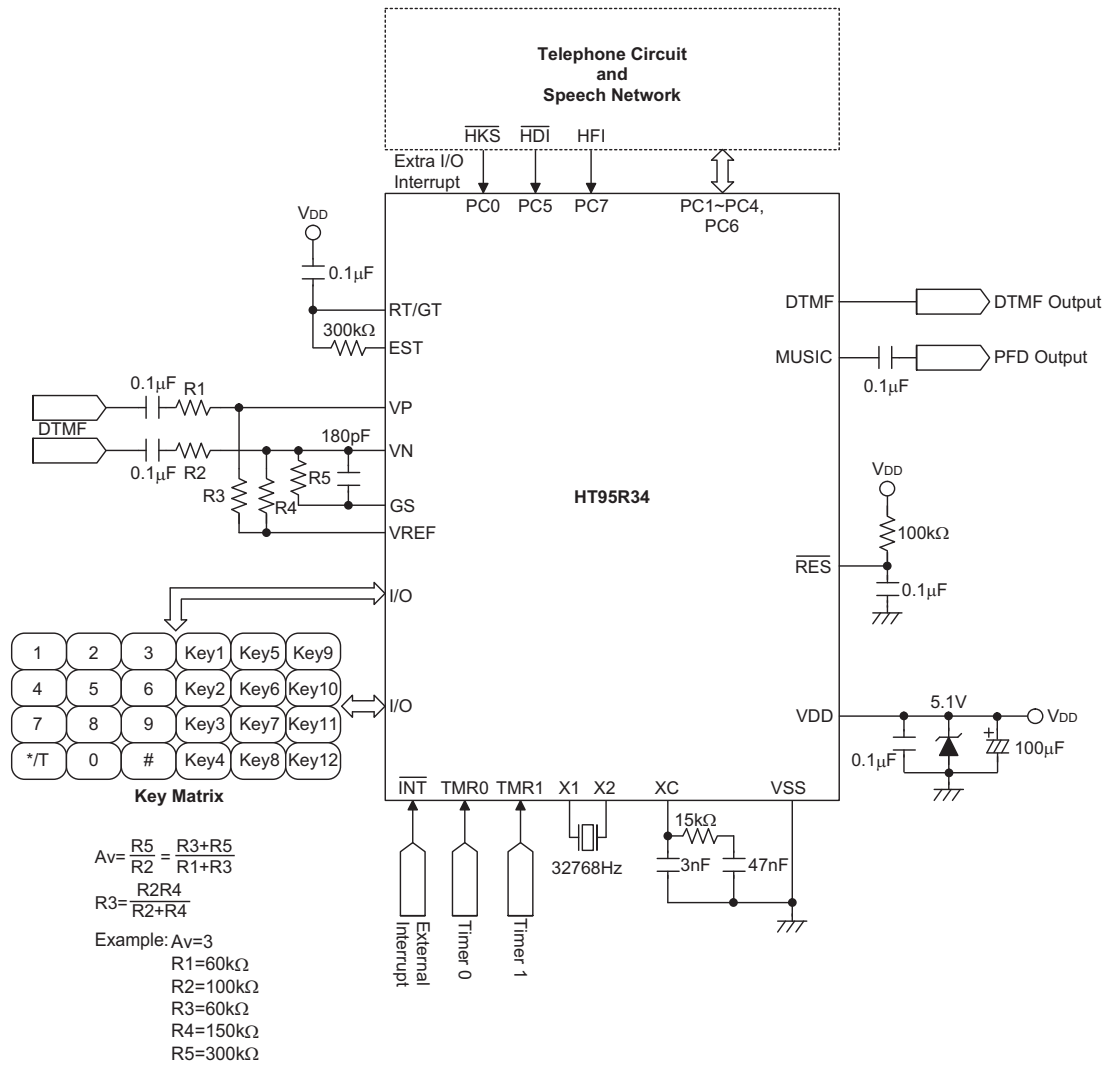 Telephone Circuit
and
Speech Network
HKS HDI HFI
Extra I/O
Interrupt
PC0 PC5 PC7 PC1~PC4,
PC6
VDD
0.1μF
RT/GT
300kΩ
EST
DTMF
DTMF Output
MUSIC
PFD Output
0.1μF
0.1μF R1
VP
DTMF
180pF
VN
0.1μF R2
R5
R3
R4
GS
VREF
HT95R34
VDD
100kΩ
RES
0.1μF
I/O
1 2 3 Key1 Key5 Key9
4 5 6 Key2 Key6 Key10
7 8 9 Key3 Key7 Key11
*/T 0 # Key4 Key8 Key12
I/O
Key Matrix
VDD
5.1V
VDD
0.1μF
+
100μF
INT TMR0 TMR1 X1 X2 XC VSS
32768Hz
15kΩ
3nF
47nF
External
Interrupt
Timer 0
Timer 1
Av=R5/R2=R3+R5/R1+R3
R3=R2R4/R2+R4
Example: Av=3
R1=60kΩ
R2=100kΩ
R3=60kΩ
R4=150kΩ
R5=300kΩ